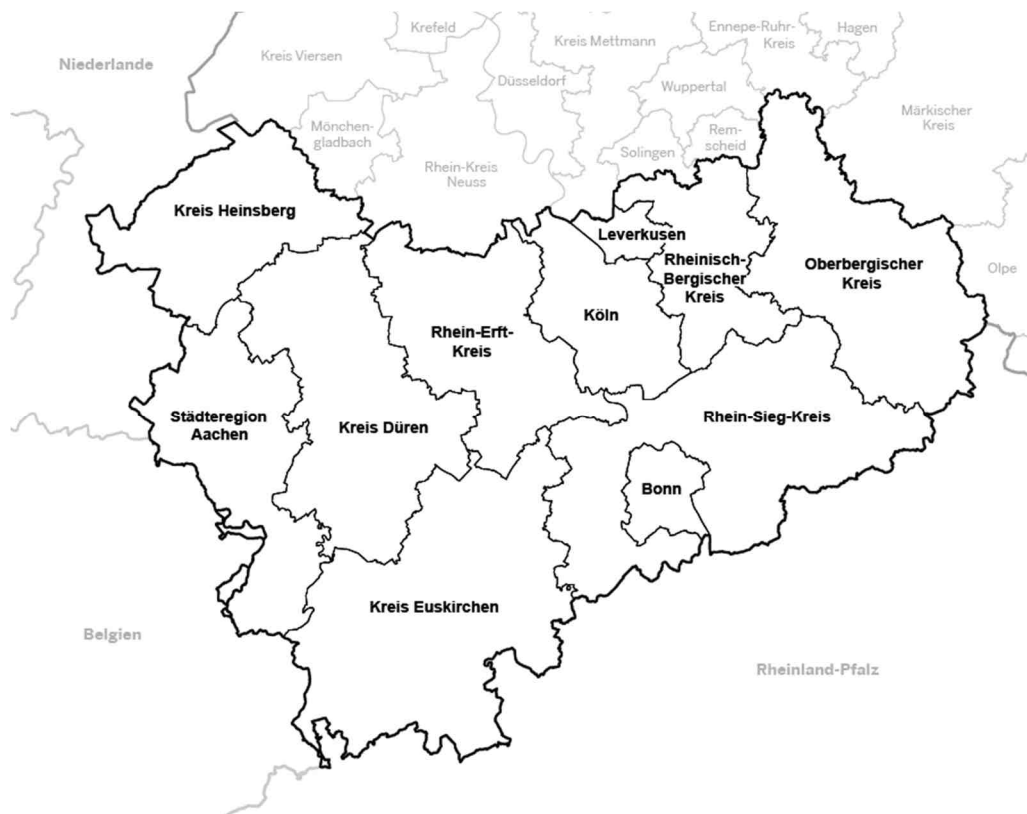 Krefeld
Ennepe-Ruhr-
Kreis
Hagen
Kreis Mettmann
Kreis Viersen
Niederlande
Düsseldorf
Wuppertal
Märkischer
Kreis
Mönchen-
gladbach
Rem-
scheid
Solingen
Rhein-Kreis
Neuss
Kreis Heinsberg
Leverkusen
Rheinisch-
Bergischer
Kreis
Oberbergischer
Kreis
Olpe
Köln
Rhein-Erft-
Kreis
Städteregion
Aachen
Kreis Düren
Rhein-Sieg-Kreis
Bonn
Kreis Euskirchen
Belgien
Rheinland-Pfalz